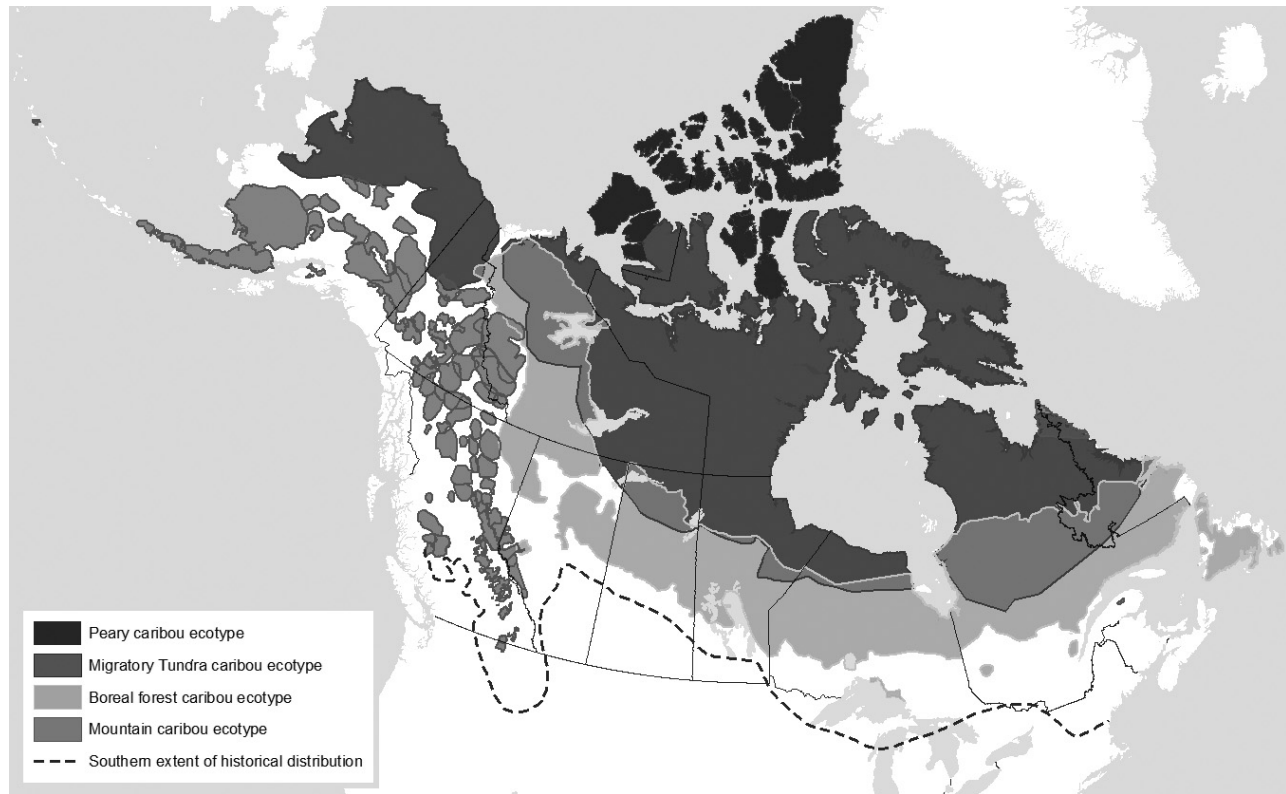 Peary caribou ecotype
Migratory Tundra caribou ecotype
Boreal forest caribou ecotype
Mountain caribou ecotype
Southern extent of historical distribution